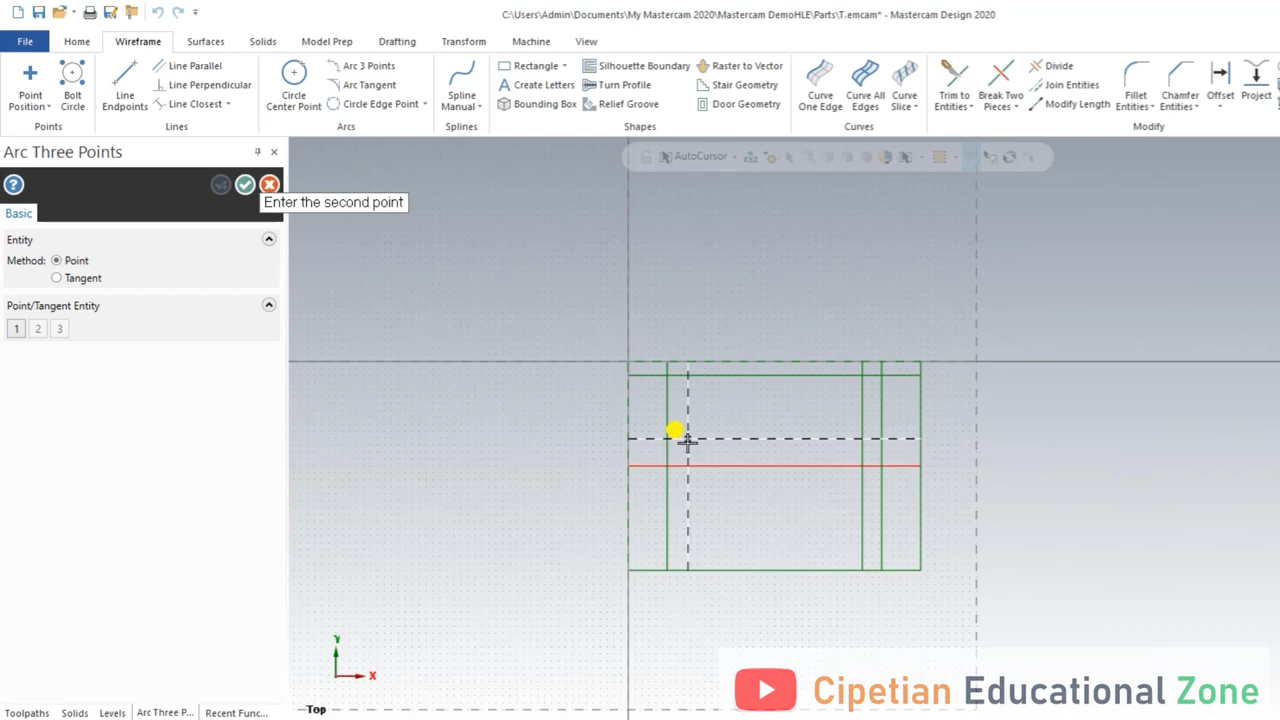 C:\Users\Admin\Documents\My Mastercam 2020\Mastercam DemoHLE\Parts\T.emcam* - Mastercam Design 2020
File Home Wireframe Surfaces Solids Model Prep Drafting Transform Machine View
Point Position
Bolt Circle
Points
Line Endpoints
Line Parallel
Line Perpendicular
Line Closest
Lines
Circle Center Point
Arc 3 Points
Arc Tangent
Circle Edge Point
Arcs
Spline Manual
Splines
Rectangle
Create Letters
Bounding Box
Silhouette Boundary
Turn Profile
Relief Groove
Raster to Vector
Stair Geometry
Door Geometry
Shapes
Curve One Edge
Curve All Edges
Curve Slice
Curves
Trim to Entities
Break Two Pieces
Divide
Join Entities
Modify Length
Fillet Entities
Chamfer Entities
Offset
Project
Modify
Arc Three Points
AutoCursor
Enter the second point
Basic
Entity
Method: Point
Tangent
Point/Tangent Entity
1 2 3
Y
X
Top
Cipetian Educational Zone
Toolpaths Solids Levels Arc Three P... Recent Func...